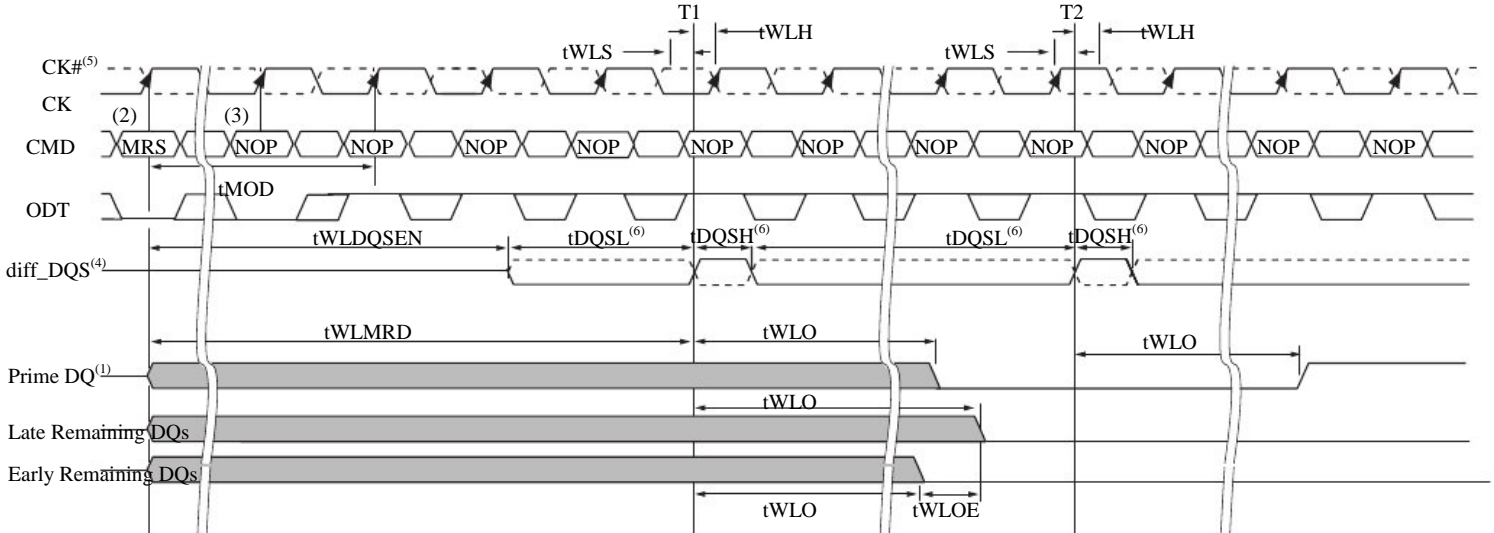 T1 T2
tWLH tWLH
tWLS tWLS
CK#(5)
CK
(2) (3)
CMD MRS NOP NOP NOP NOP NOP NOP NOP NOP NOP NOP NOP
tMOD
ODT
tWLDQSEN tDQSL(6) tDQSH(6) tDQSL(6) tDQSH(6)
diff_DQS(4)
tWLMRD tWLO tWLO
Prime DQ(1)
tWLO
Late Remaining DQs
Early Remaining DQs
tWLO tWLOE